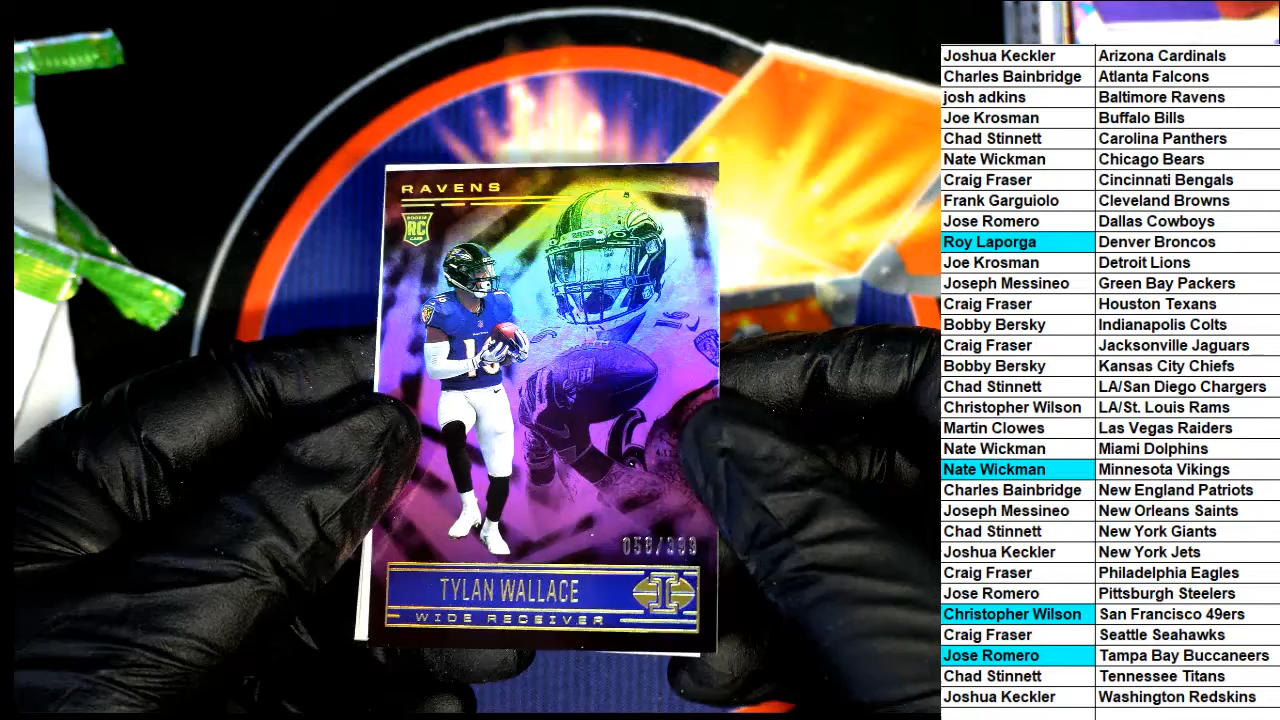 RAVENS
ROOKIE
RC
CARD
TYLAN WALLACE
WIDE RECEIVER
Joshua Keckler Arizona Cardinals
Charles Bainbridge Atlanta Falcons
josh adkins Baltimore Ravens
Joe Krosman Buffalo Bills
Chad Stinnett Carolina Panthers
Nate Wickman Chicago Bears
Craig Fraser Cincinnati Bengals
Frank Garguiolo Cleveland Browns
Jose Romero Dallas Cowboys
Roy Laporga Denver Broncos
Joe Krosman Detroit Lions
Joseph Messineo Green Bay Packers
Craig Fraser Houston Texans
Bobby Bersky Indianapolis Colts
Craig Fraser Jacksonville Jaguars
Bobby Bersky Kansas City Chiefs
Chad Stinnett LA/San Diego Chargers
Christopher Wilson LA/St. Louis Rams
Martin Clowes Las Vegas Raiders
Nate Wickman Miami Dolphins
Nate Wickman Minnesota Vikings
Charles Bainbridge New England Patriots
Joseph Messineo New Orleans Saints
Chad Stinnett New York Giants
Joshua Keckler New York Jets
Craig Fraser Philadelphia Eagles
Jose Romero Pittsburgh Steelers
Christopher Wilson San Francisco 49ers
Craig Fraser Seattle Seahawks
Jose Romero Tampa Bay Buccaneers
Chad Stinnett Tennessee Titans
Joshua Keckler Washington Redskins